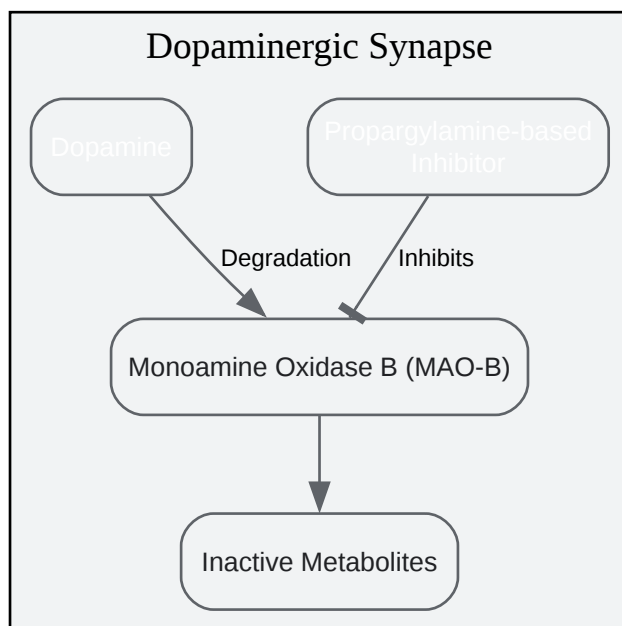 Dopaminergic Synapse
Dopamine
Propargylamine-based
Inhibitor
Degradation
Inhibits
Monoamine Oxidase B (MAO-B)
Inactive Metabolites